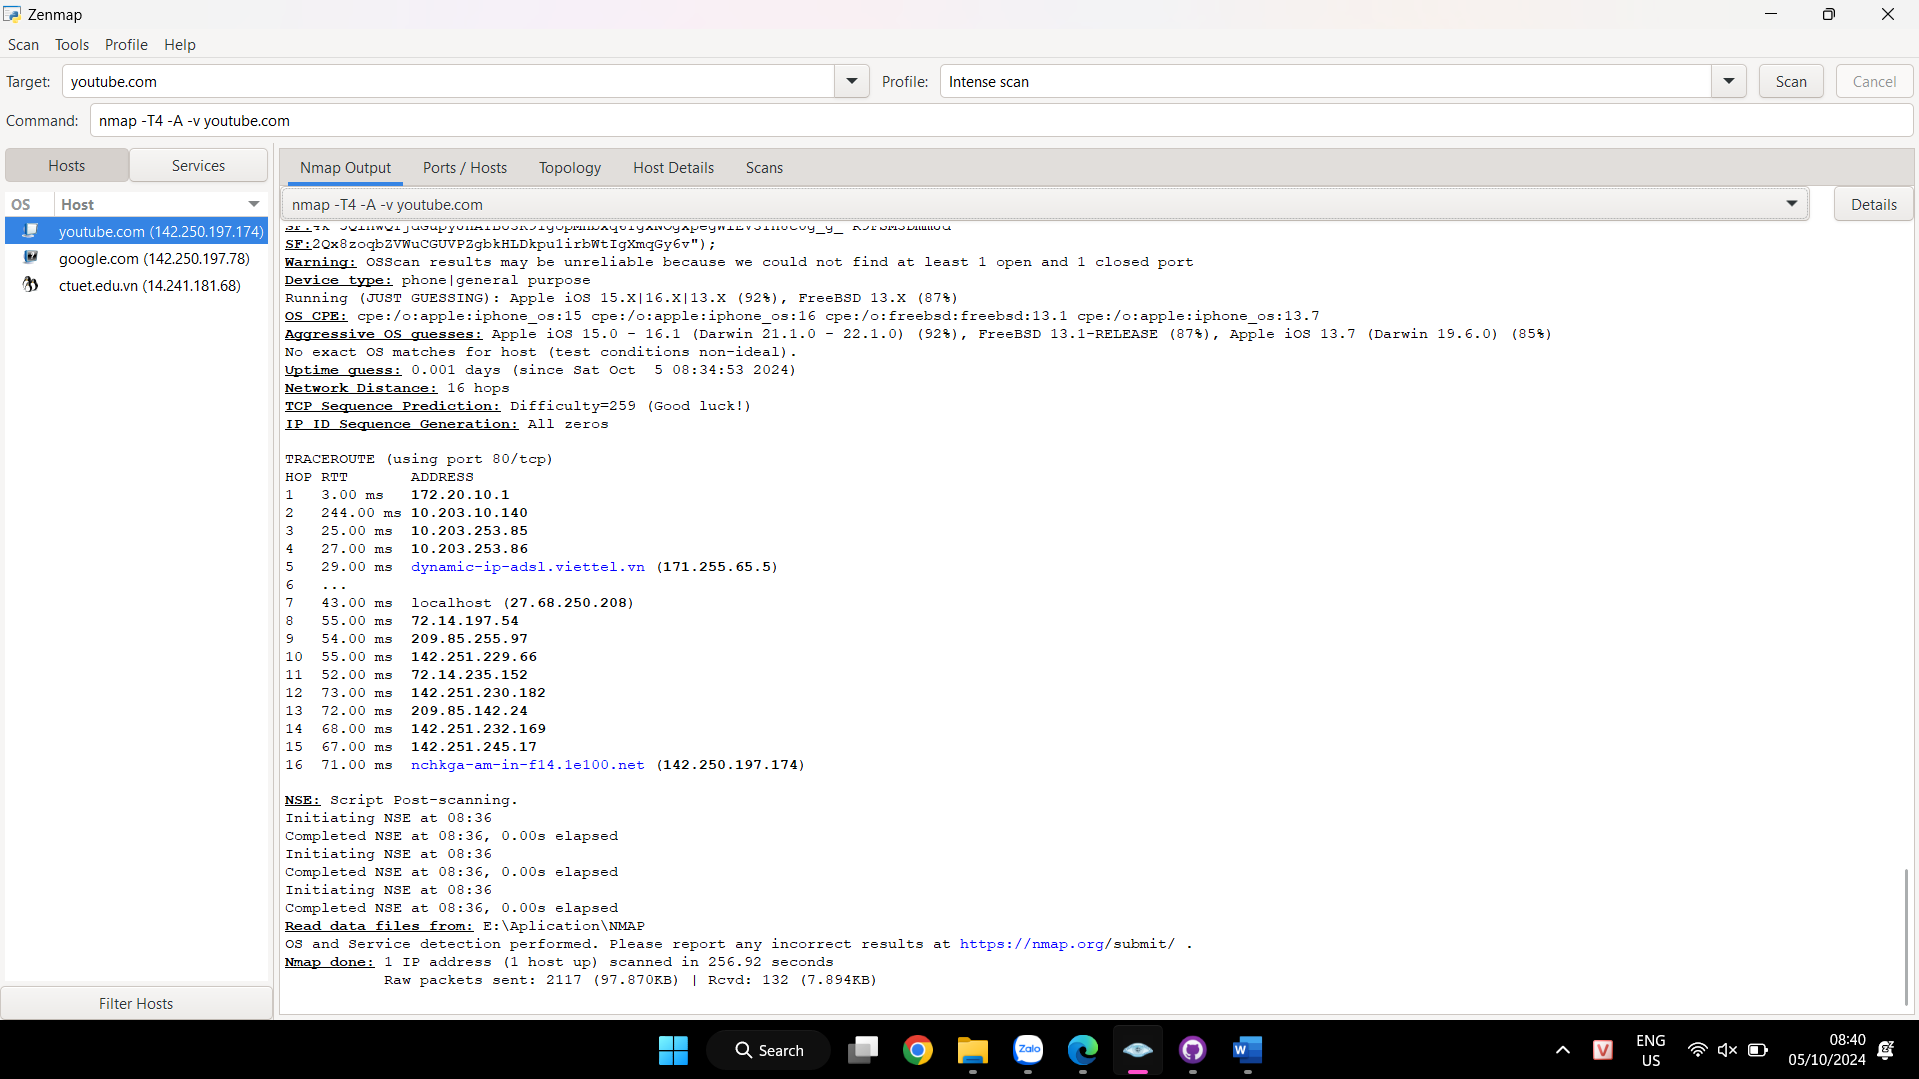 Zenmap
Scan Tools Profile Help
Target: youtube.com Profile: Intense scan Scan Cancel
Command: nmap -T4 -A -v youtube.com
Hosts Services
OS Host
youtube.com (142.250.197.174)
google.com (142.250.197.78)
ctuet.edu.vn (14.241.181.68)
Filter Hosts
Nmap Output Ports / Hosts Topology Host Details Scans
nmap -T4 -A -v youtube.com Details
SF:2Qx8zoqbZVWuCGUVPZgbkHLDkpu1irbWtIgXmqGy6v");
Warning: OSScan results may be unreliable because we could not find at least 1 open and 1 closed port
Device type: phone|general purpose
Running (JUST GUESSING): Apple iOS 15.X|16.X|13.X (92%), FreeBSD 13.X (87%)
OS CPE: cpe:/o:apple:iphone_os:15 cpe:/o:apple:iphone_os:16 cpe:/o:freebsd:freebsd:13.1 cpe:/o:apple:iphone_os:13.7
Aggressive OS guesses: Apple iOS 15.0 - 16.1 (Darwin 21.1.0 - 22.1.0) (92%), FreeBSD 13.1-RELEASE (87%), Apple iOS 13.7 (Darwin 19.6.0) (85%)
No exact OS matches for host (test conditions non-ideal).
Uptime guess: 0.001 days (since Sat Oct  5 08:34:53 2024)
Network Distance: 16 hops
TCP Sequence Prediction: Difficulty=259 (Good luck!)
IP ID Sequence Generation: All zeros
TRACEROUTE (using port 80/tcp)
HOP RTT ADDRESS
1 3.00 ms 172.20.10.1
2 244.00 ms 10.203.10.140
3 25.00 ms 10.203.253.85
4 27.00 ms 10.203.253.86
5 29.00 ms dynamic-ip-adsl.viettel.vn (171.255.65.5)
6 ...
7 43.00 ms localhost (27.68.250.208)
8 55.00 ms 72.14.197.54
9 54.00 ms 209.85.255.97
10 55.00 ms 142.251.229.66
11 52.00 ms 72.14.235.152
12 73.00 ms 142.251.230.182
13 72.00 ms 209.85.142.24
14 68.00 ms 142.251.232.169
15 67.00 ms 142.251.245.17
16 71.00 ms nchkga-am-in-f14.1e100.net (142.250.197.174)
NSE: Script Post-scanning.
Initiating NSE at 08:36
Completed NSE at 08:36, 0.00s elapsed
Initiating NSE at 08:36
Completed NSE at 08:36, 0.00s elapsed
Initiating NSE at 08:36
Completed NSE at 08:36, 0.00s elapsed
Read data files from: E:\Aplication\NMAP
OS and Service detection performed. Please report any incorrect results at https://nmap.org/submit/ .
Nmap done: 1 IP address (1 host up) scanned in 256.92 seconds
Raw packets sent: 2117 (97.870KB) | Rcvd: 132 (7.894KB)
Search
Zalo
W
V
ENG
US
08:40
05/10/2024